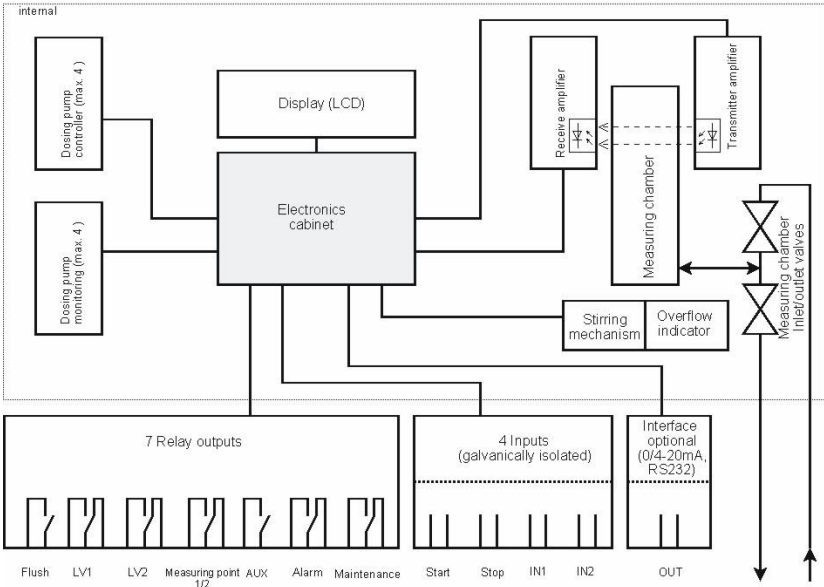 internal
Dosing pump
controller (max. 4)
Display (LCD)
Receive amplifier
Transmitter amplifier
Measuring chamber
Electronics
cabinet
Dosing pump
monitoring (max. 4 )
Measuring chamber
Inlet/outlet valves
Stirring
mechanism
Overflow
indicator
7 Relay outputs
4 Inputs
(galvanically isolated)
Interface
optional
(0/4-20mA,
RS232)
Flush
LV1
LV2
Measuring point
1/2
AUX
Alarm
Maintenance
Start
Stop
IN1
IN2
OUT